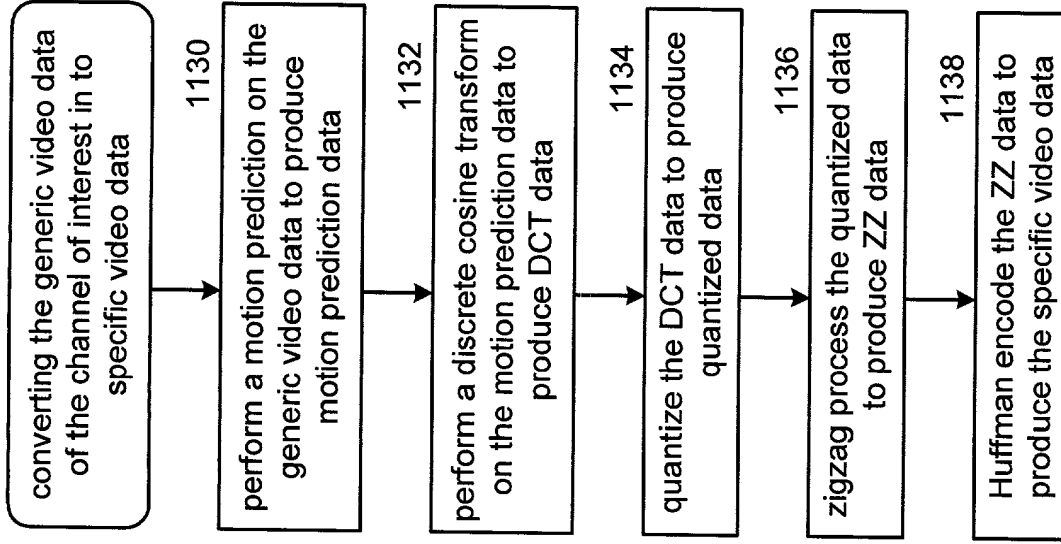 converting the generic video data
of the channel of interest in to
specific video data
1130
perform a motion prediction on the
generic video data to produce
motion prediction data
1132
perform a discrete cosine transform
on the motion prediction data to
produce DCT data
1134
quantize the DCT data to produce
quantized data
1136
zigzag process the quantized data
to produce ZZ data
1138
Huffman encode the ZZ data to
produce the specific video data